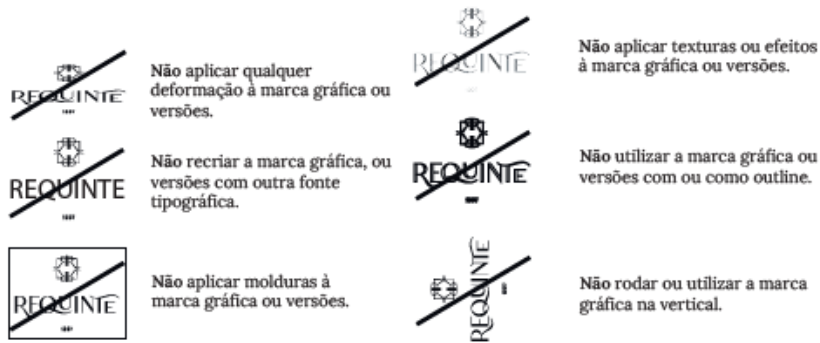 REQUINTE
Não aplicar qualquer
deformação à marca gráfica ou
versões.
REQUINTE
Não recriar a marca gráfica, ou
versões com outra fonte
tipográfica.
REQUINTE
Não aplicar molduras à
marca gráfica ou versões.
REQUINTE
Não aplicar texturas ou efeitos
à marca gráfica ou versões.
REQUINTE
Não utilizar a marca gráfica ou
versões com ou como outline.
REQUINTE
Não rodar ou utilizar a marca
gráfica na vertical.